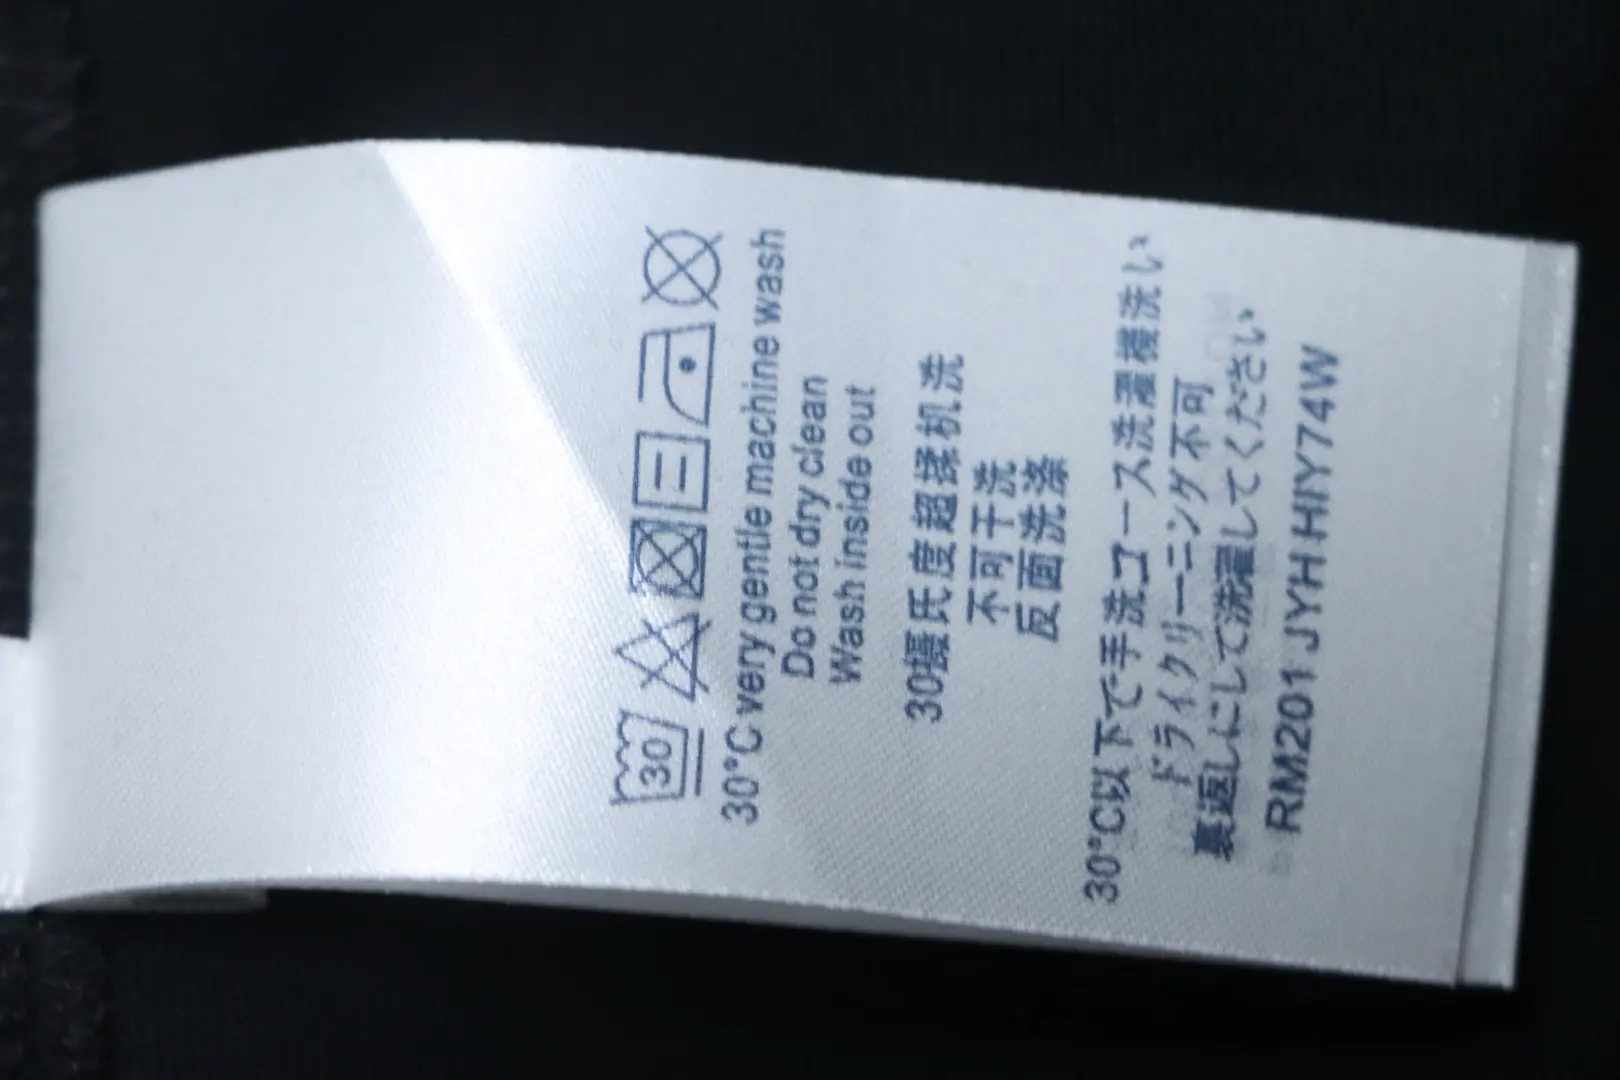 30
30°C very gentle machine wash
Do not dry clean
Wash inside out
30摄氏度超揉机洗
不可干洗
反面洗涤
30°C以下で手洗コース洗濯機洗い
ドライクリーニング不可
裏返しにして洗濯してください
RM201 JYH HIY74W